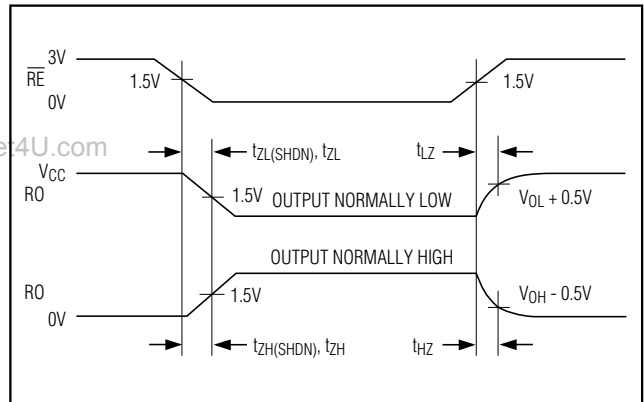 3V
RE
1.5V
1.5V
0V
et4U.com
tZL(SHDN), tZL
tLZ
VCC
RO
1.5V
OUTPUT NORMALLY LOW
VOL + 0.5V
OUTPUT NORMALLY HIGH
RO
1.5V
VOH - 0.5V
0V
tZH(SHDN), tZH
tHZ